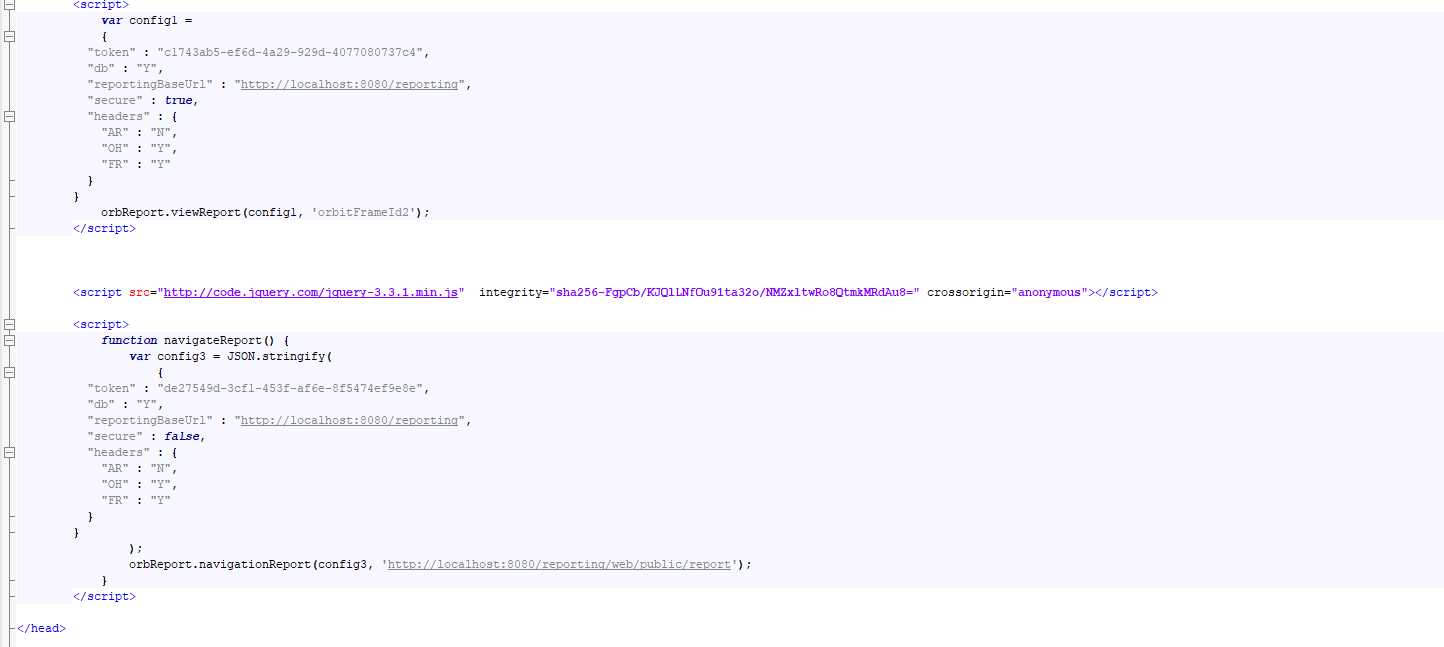 <script>
var config1 =
{
"token" : "c1743ab5-ef6d-4a29-929d-4077080737c4",
"db" : "Y",
"reportingBaseUrl" : "http://localhost:8080/reporting",
"secure" : true,
"headers" : {
"AR" : "N",
"OH" : "Y",
"FR" : "Y"
}
}
orbReport.viewReport(config1, 'orbitFrameId2');
</script>
<script src="http://code.jquery.com/jquery-3.3.1.min.js" integrity="sha256-FgpCb/KJQlLNfOu91ta32o/NMZxltwRo8QtmkMRdAu8=" crossorigin="anonymous"></script>
<script>
function navigateReport() {
var config3 = JSON.stringify(
{
"token" : "de27549d-3cf1-453f-af6e-8f5474ef9e8e",
"db" : "Y",
"reportingBaseUrl" : "http://localhost:8080/reporting",
"secure" : false,
"headers" : {
"AR" : "N",
"OH" : "Y",
"FR" : "Y"
}
}
);
orbReport.navigationReport(config3, 'http://localhost:8080/reporting/web/public/report');
}
</script>
</head>